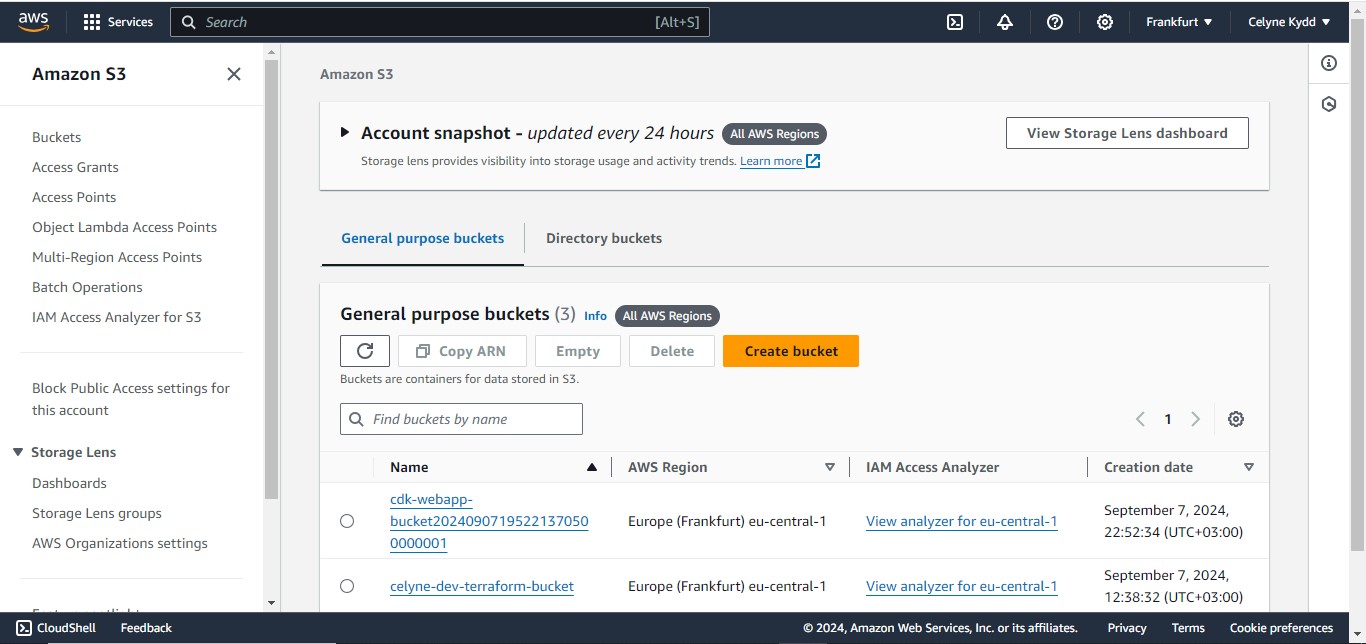 aws
Services
Search
[Alt+S]
Frankfurt
Celyne Kydd
Amazon S3
Buckets
Access Grants
Access Points
Object Lambda Access Points
Multi-Region Access Points
Batch Operations
IAM Access Analyzer for S3
Block Public Access settings for
this account
Storage Lens
Dashboards
Storage Lens groups
AWS Organizations settings
Amazon S3
Account snapshot - updated every 24 hours
All AWS Regions
Storage lens provides visibility into storage usage and activity trends. Learn more
View Storage Lens dashboard
General purpose buckets
Directory buckets
General purpose buckets (3) Info All AWS Regions
Copy ARN
Empty
Delete
Create bucket
Buckets are containers for data stored in S3.
Find buckets by name
1
Name
AWS Region
IAM Access Analyzer
Creation date
cdk-webapp-
bucket2024090719522137050
0000001
Europe (Frankfurt) eu-central-1
View analyzer for eu-central-1
September 7, 2024,
22:52:34 (UTC+03:00)
celyne-dev-terraform-bucket
Europe (Frankfurt) eu-central-1
View analyzer for eu-central-1
September 7, 2024,
12:38:32 (UTC+03:00)
CloudShell
Feedback
© 2024, Amazon Web Services, Inc. or its affiliates.
Privacy
Terms
Cookie preferences